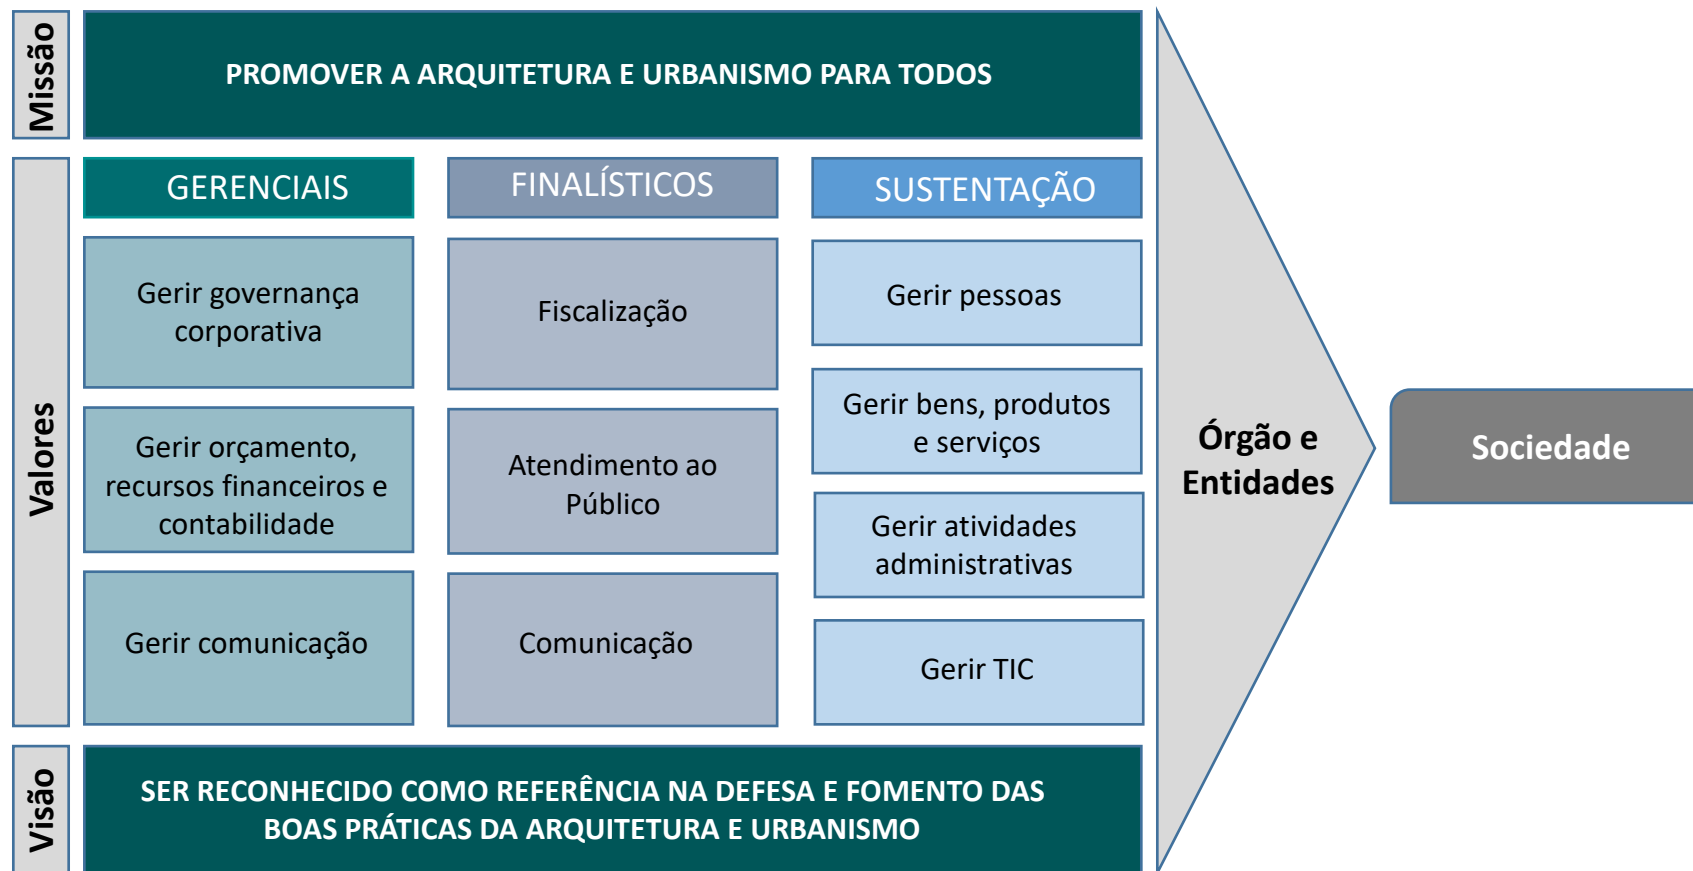 Missão
PROMOVER A ARQUITETURA E URBANISMO PARA TODOS
Valores
GERENCIAIS
Gerir governança
corporativa
Gerir orçamento,
recursos financeiros e
contabilidade
Gerir comunicação
FINALÍSTICOS
Fiscalização
Atendimento ao
Público
Comunicação
SUSTENTAÇÃO
Gerir pessoas
Gerir bens, produtos
e serviços
Gerir atividades
administrativas
Gerir TIC
Visão
SER RECONHECIDO COMO REFERÊNCIA NA DEFESA E FOMENTO DAS
BOAS PRÁTICAS DA ARQUITETURA E URBANISMO
Órgão e
Entidades
Sociedade